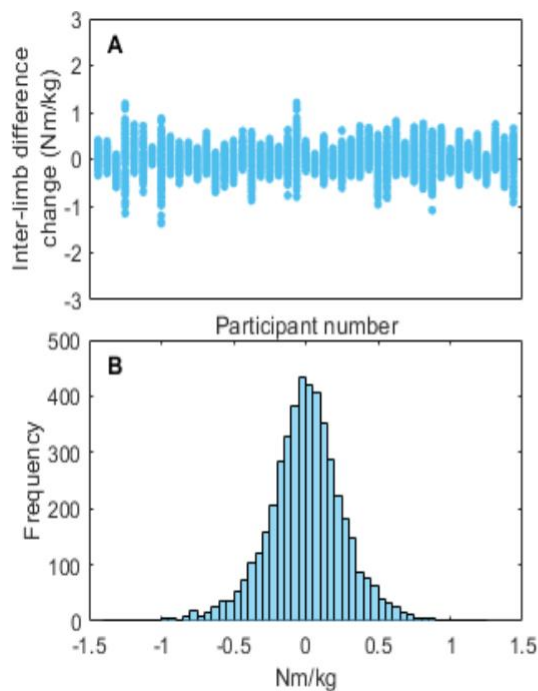 A
Inter-limb difference
change (Nm/kg)
3
2
1
0
-1
-2
-3
Participant number
B
Frequency
500
400
300
200
100
0
-1.5 -1 -0.5 0 0.5 1 1.5
Nm/kg